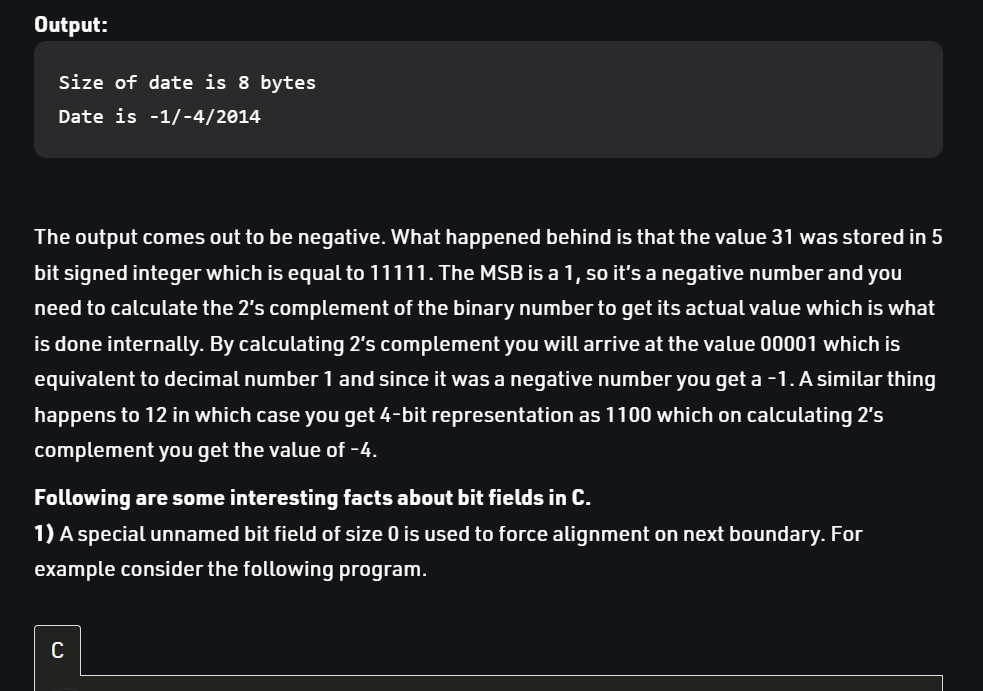 Output:
Size of date is 8 bytes
Date is -1/-4/2014
The output comes out to be negative. What happened behind is that the value 31 was stored in 5
bit signed integer which is equal to 11111. The MSB is a 1, so it’s a negative number and you
need to calculate the 2’s complement of the binary number to get its actual value which is what
is done internally. By calculating 2’s complement you will arrive at the value 00001 which is
equivalent to decimal number 1 and since it was a negative number you get a -1. A similar thing
happens to 12 in which case you get 4-bit representation as 1100 which on calculating 2’s
complement you get the value of -4.
Following are some interesting facts about bit fields in C.
1) A special unnamed bit field of size 0 is used to force alignment on next boundary. For
example consider the following program.
C